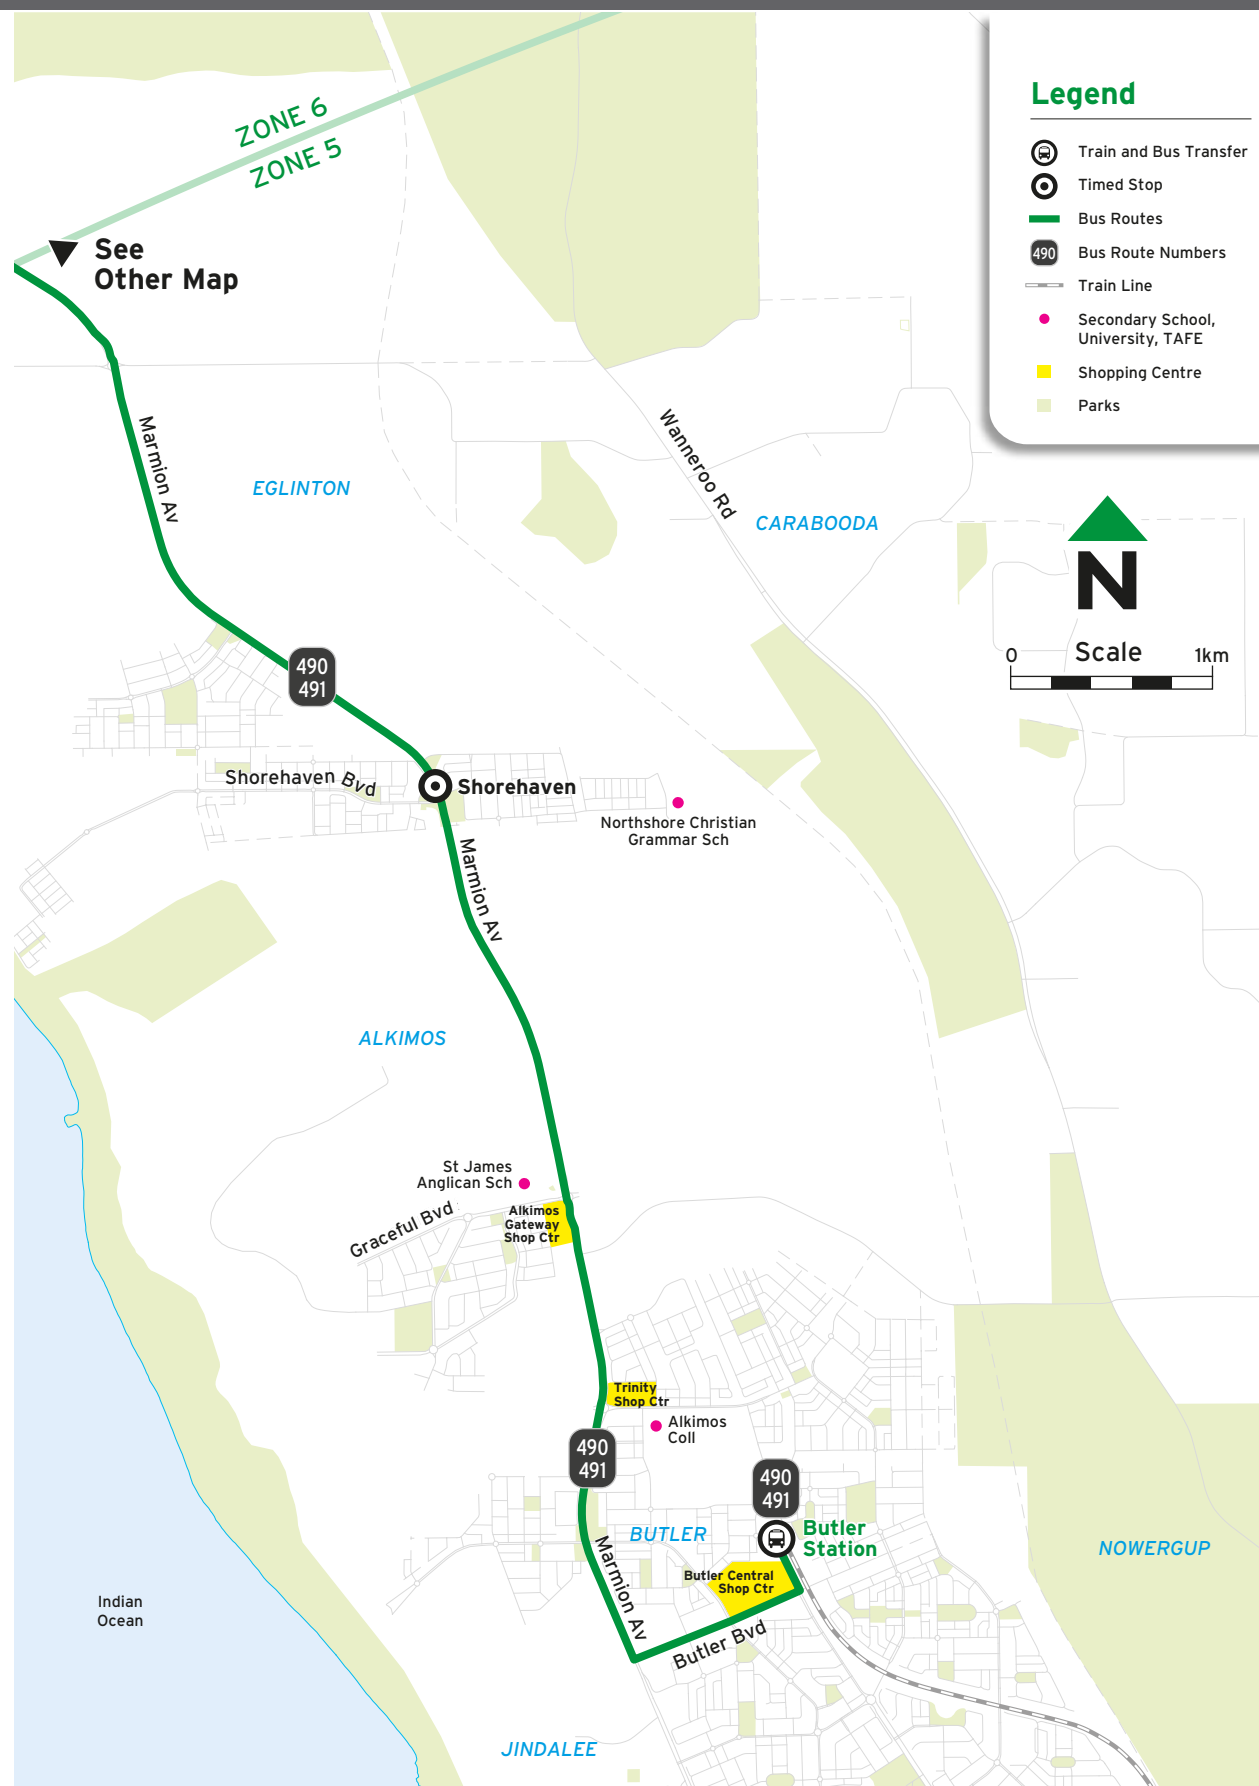 ZONE 6
ZONE 5
See
Other Map
Legend
Train and Bus Transfer
Timed Stop
Bus Routes
490
Bus Route Numbers
Train Line
Secondary School,
University, TAFE
Shopping Centre
Parks
Marmion Av
EGLINTON
Wanneroo Rd
CARABOODA
N
Scale
0
1km
490
491
Shorehaven Bvd
Shorehaven
Northshore Christian
Grammar Sch
Marmion Av
ALKIMOS
St James
Anglican Sch
Graceful Bvd
Alkimos
Gateway
Shop Ctr
Trinity
Shop Ctr
Alkimos
Coll
490
491
490
491
Butler
Station
BUTLER
NOWERGUP
Butler Central
Shop Ctr
Marmion Av
Butler Bvd
Indian
Ocean
JINDALEE